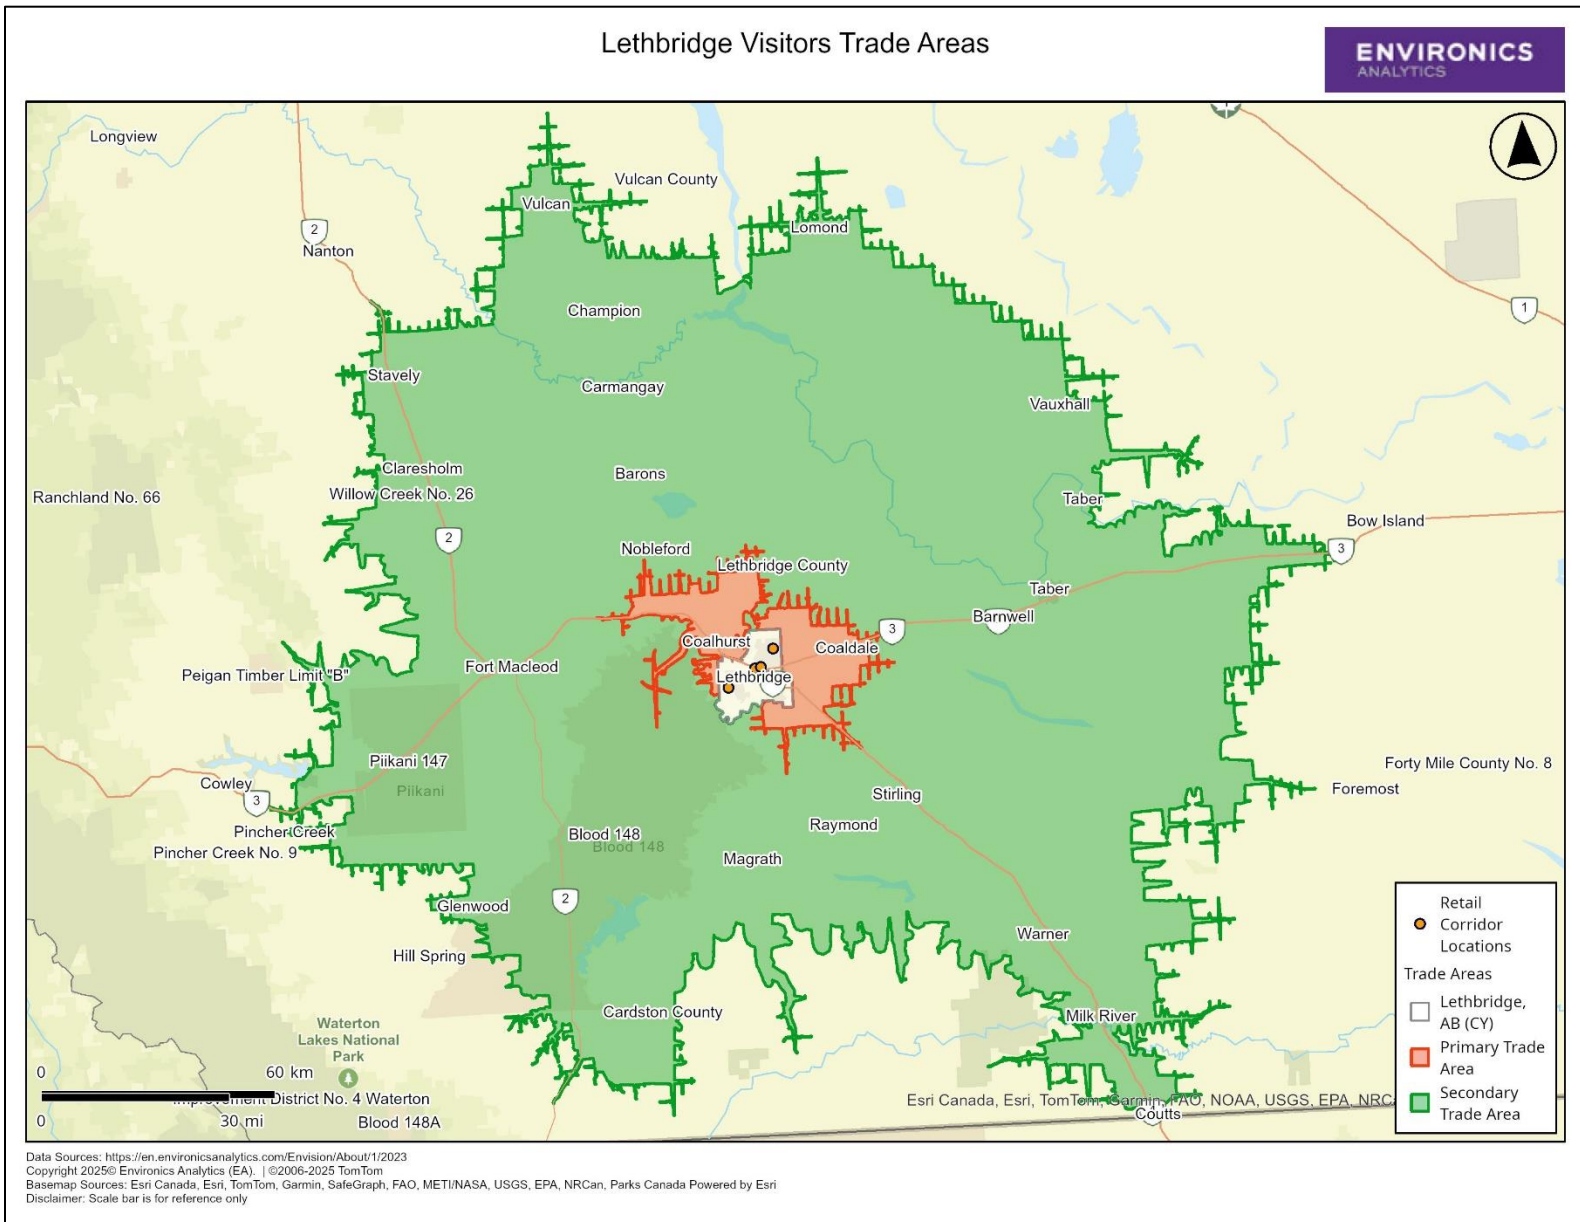 Lethbridge Visitors Trade Areas
ENVIRONICS
ANALYTICS
Longview
Vulcan County
Vulcan
Lomond
2
Nanton
1
Champion
Stavely
Carmangay
Vauxhall
Claresholm
Barons
Willow Creek No. 26
Ranchland No. 66
Taber
Bow Island
2
3
Nobleford
Lethbridge County
Taber
Barnwell
3
Coalhurst
Coaldale
Fort Macleod
Lethbridge
Peigan Timber Limit "B"
Piikani 147
Piikani
Cowley
3
Forty Mile County No. 8
Foremost
Stirling
Raymond
Pincher Creek
Pincher Creek No. 9
Blood 148
Blood 148
Magrath
2
Glenwood
Hill Spring
Warner
Cardston County
Milk River
Waterton
Lakes National
Park
Coutts
0 60 km
0 30 mi
Improvement District No. 4 Waterton
Blood 148A
Esri Canada, Esri, TomTom, Garmin, FAO, NOAA, USGS, EPA, NRC
Retail
Corridor
Locations
Trade Areas
Lethbridge,
AB (CY)
Primary Trade
Area
Secondary
Trade Area
Data Sources: https://en.environicsanalytics.com/Envision/About/1/2023
Copyright 2025© Environics Analytics (EA). | ©2006-2025 TomTom
Basemap Sources: Esri Canada, Esri, TomTom, Garmin, SafeGraph, FAO, METI/NASA, USGS, EPA, NRCan, Parks Canada Powered by Esri
Disclaimer: Scale bar is for reference only